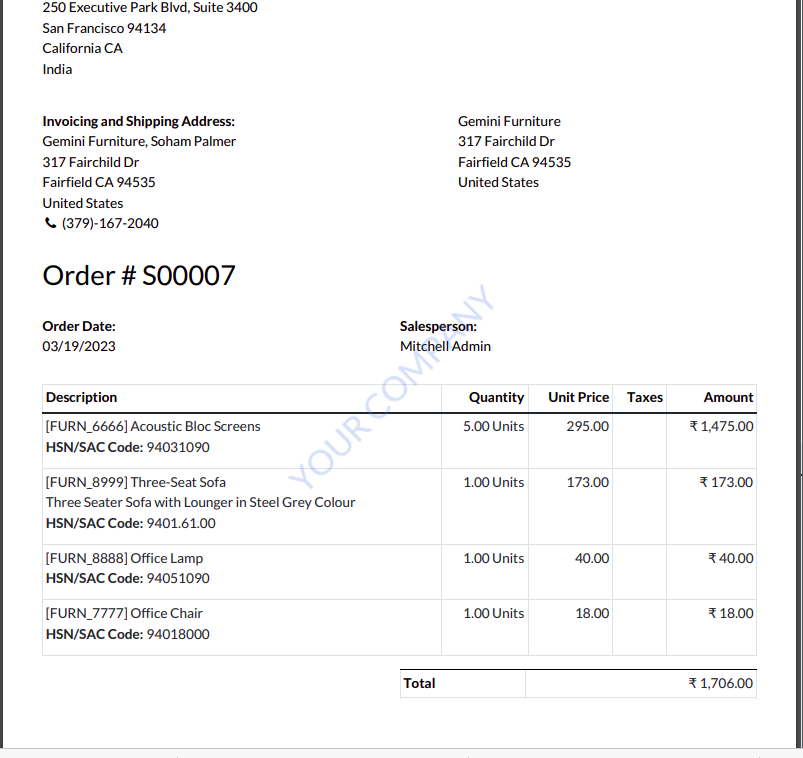 250 Executive Park Blvd, Suite 3400
San Francisco 94134
California CA
India
Invoicing and Shipping Address:
Gemini Furniture, Soham Palmer
317 Fairchild Dr
Fairfield CA 94535
United States
(379)-167-2040
Gemini Furniture
317 Fairchild Dr
Fairfield CA 94535
United States
Order # S00007
Order Date:
03/19/2023
Salesperson:
Mitchell Admin
YOUR COMPANY
Description Quantity Unit Price Taxes Amount
[FURN_6666] Acoustic Bloc Screens 5.00 Units 295.00 ₹ 1,475.00
HSN/SAC Code: 94031090
[FURN_8999] Three-Seat Sofa 1.00 Units 173.00 ₹ 173.00
Three Seater Sofa with Lounger in Steel Grey Colour
HSN/SAC Code: 9401.61.00
[FURN_8888] Office Lamp 1.00 Units 40.00 ₹ 40.00
HSN/SAC Code: 94051090
[FURN_7777] Office Chair 1.00 Units 18.00 ₹ 18.00
HSN/SAC Code: 94018000
Total ₹ 1,706.00